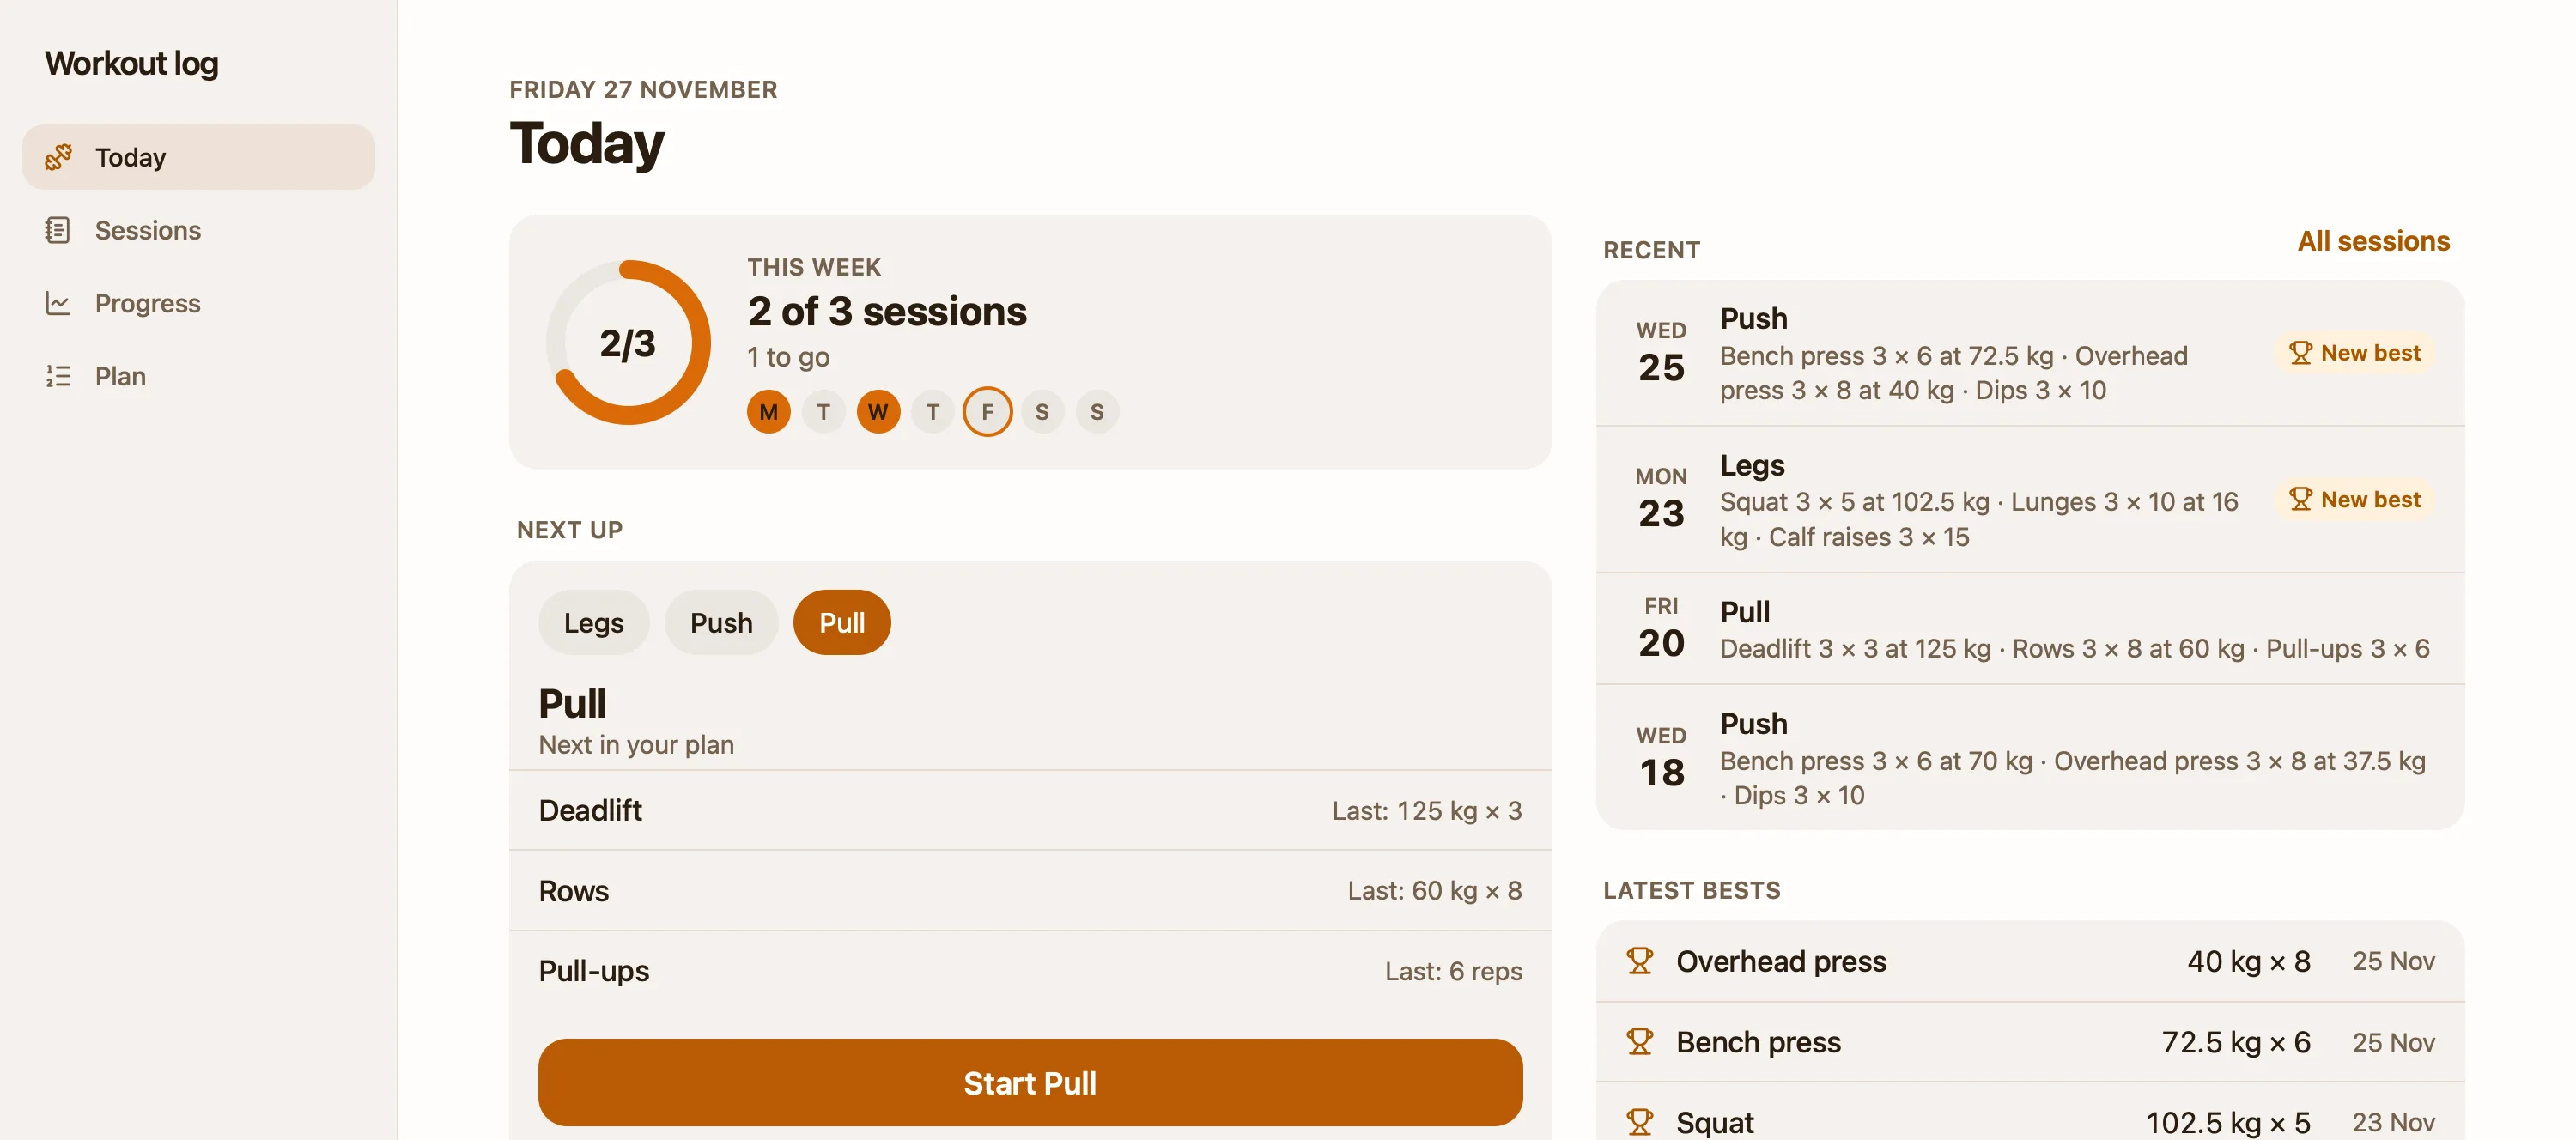 Workout log
Today
Sessions
Progress
Plan
FRIDAY 27 NOVEMBER
Today
2/3
THIS WEEK
2 of 3 sessions
1 to go
M T W T F S S
NEXT UP
Legs Push Pull
Pull
Next in your plan
Deadlift Last: 125 kg × 3
Rows Last: 60 kg × 8
Pull-ups Last: 6 reps
Start Pull
RECENT All sessions
WED 25
Push
Bench press 3 × 6 at 72.5 kg · Overhead
press 3 × 8 at 40 kg · Dips 3 × 10
New best
MON 23
Legs
Squat 3 × 5 at 102.5 kg · Lunges 3 × 10 at 16
kg · Calf raises 3 × 15
New best
FRI 20
Pull
Deadlift 3 × 3 at 125 kg · Rows 3 × 8 at 60 kg · Pull-ups 3 × 6
WED 18
Push
Bench press 3 × 6 at 70 kg · Overhead press 3 × 8 at 37.5 kg
· Dips 3 × 10
LATEST BESTS
Overhead press 40 kg × 8 25 Nov
Bench press 72.5 kg × 6 25 Nov
Squat 102.5 kg × 5 23 Nov